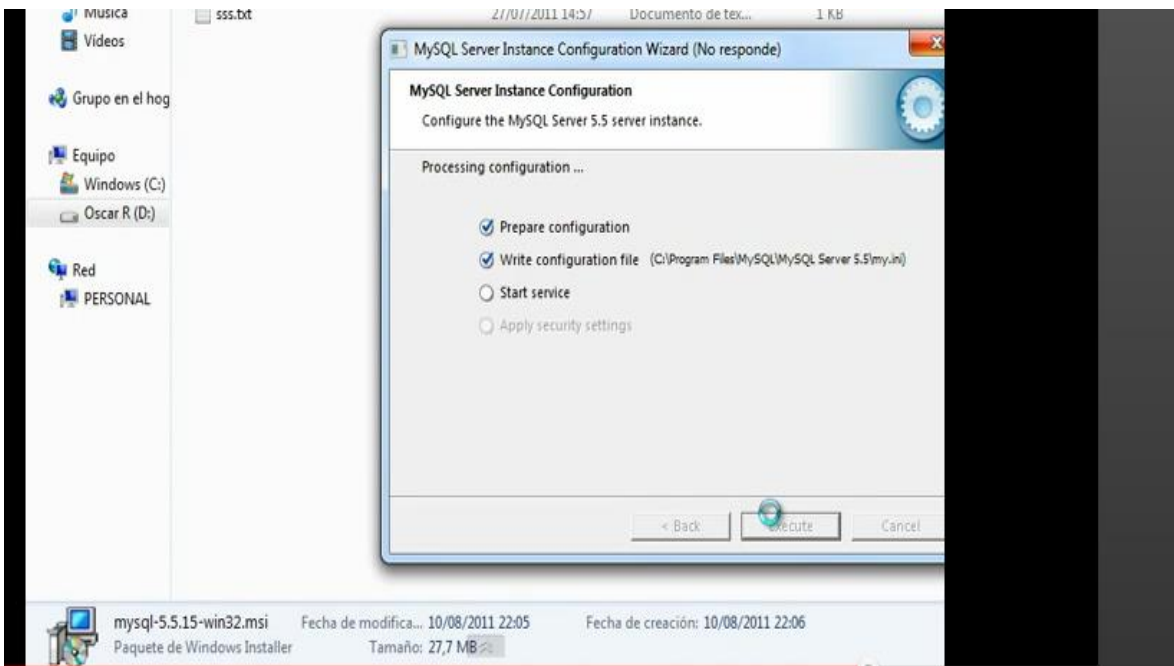 Música
sss.txt 27/07/2011 14:57 Documento de tex... 1 KB
Vídeos
MySQL Server Instance Configuration Wizard (No responde)
MySQL Server Instance Configuration
Configure the MySQL Server 5.5 server instance.
Grupo en el hog
Equipo
Windows (C:)
Oscar R (D:)
Red
PERSONAL
Processing configuration ...
Prepare configuration
Write configuration file (C:\Program Files\MySQL\MySQL Server 5.5\my.ini)
Start service
Apply security settings
< Back
Execute
Cancel
mysql-5.5.15-win32.msi Fecha de modifica... 10/08/2011 22:05 Fecha de creación: 10/08/2011 22:06
Paquete de Windows Installer Tamaño: 27,7 MB